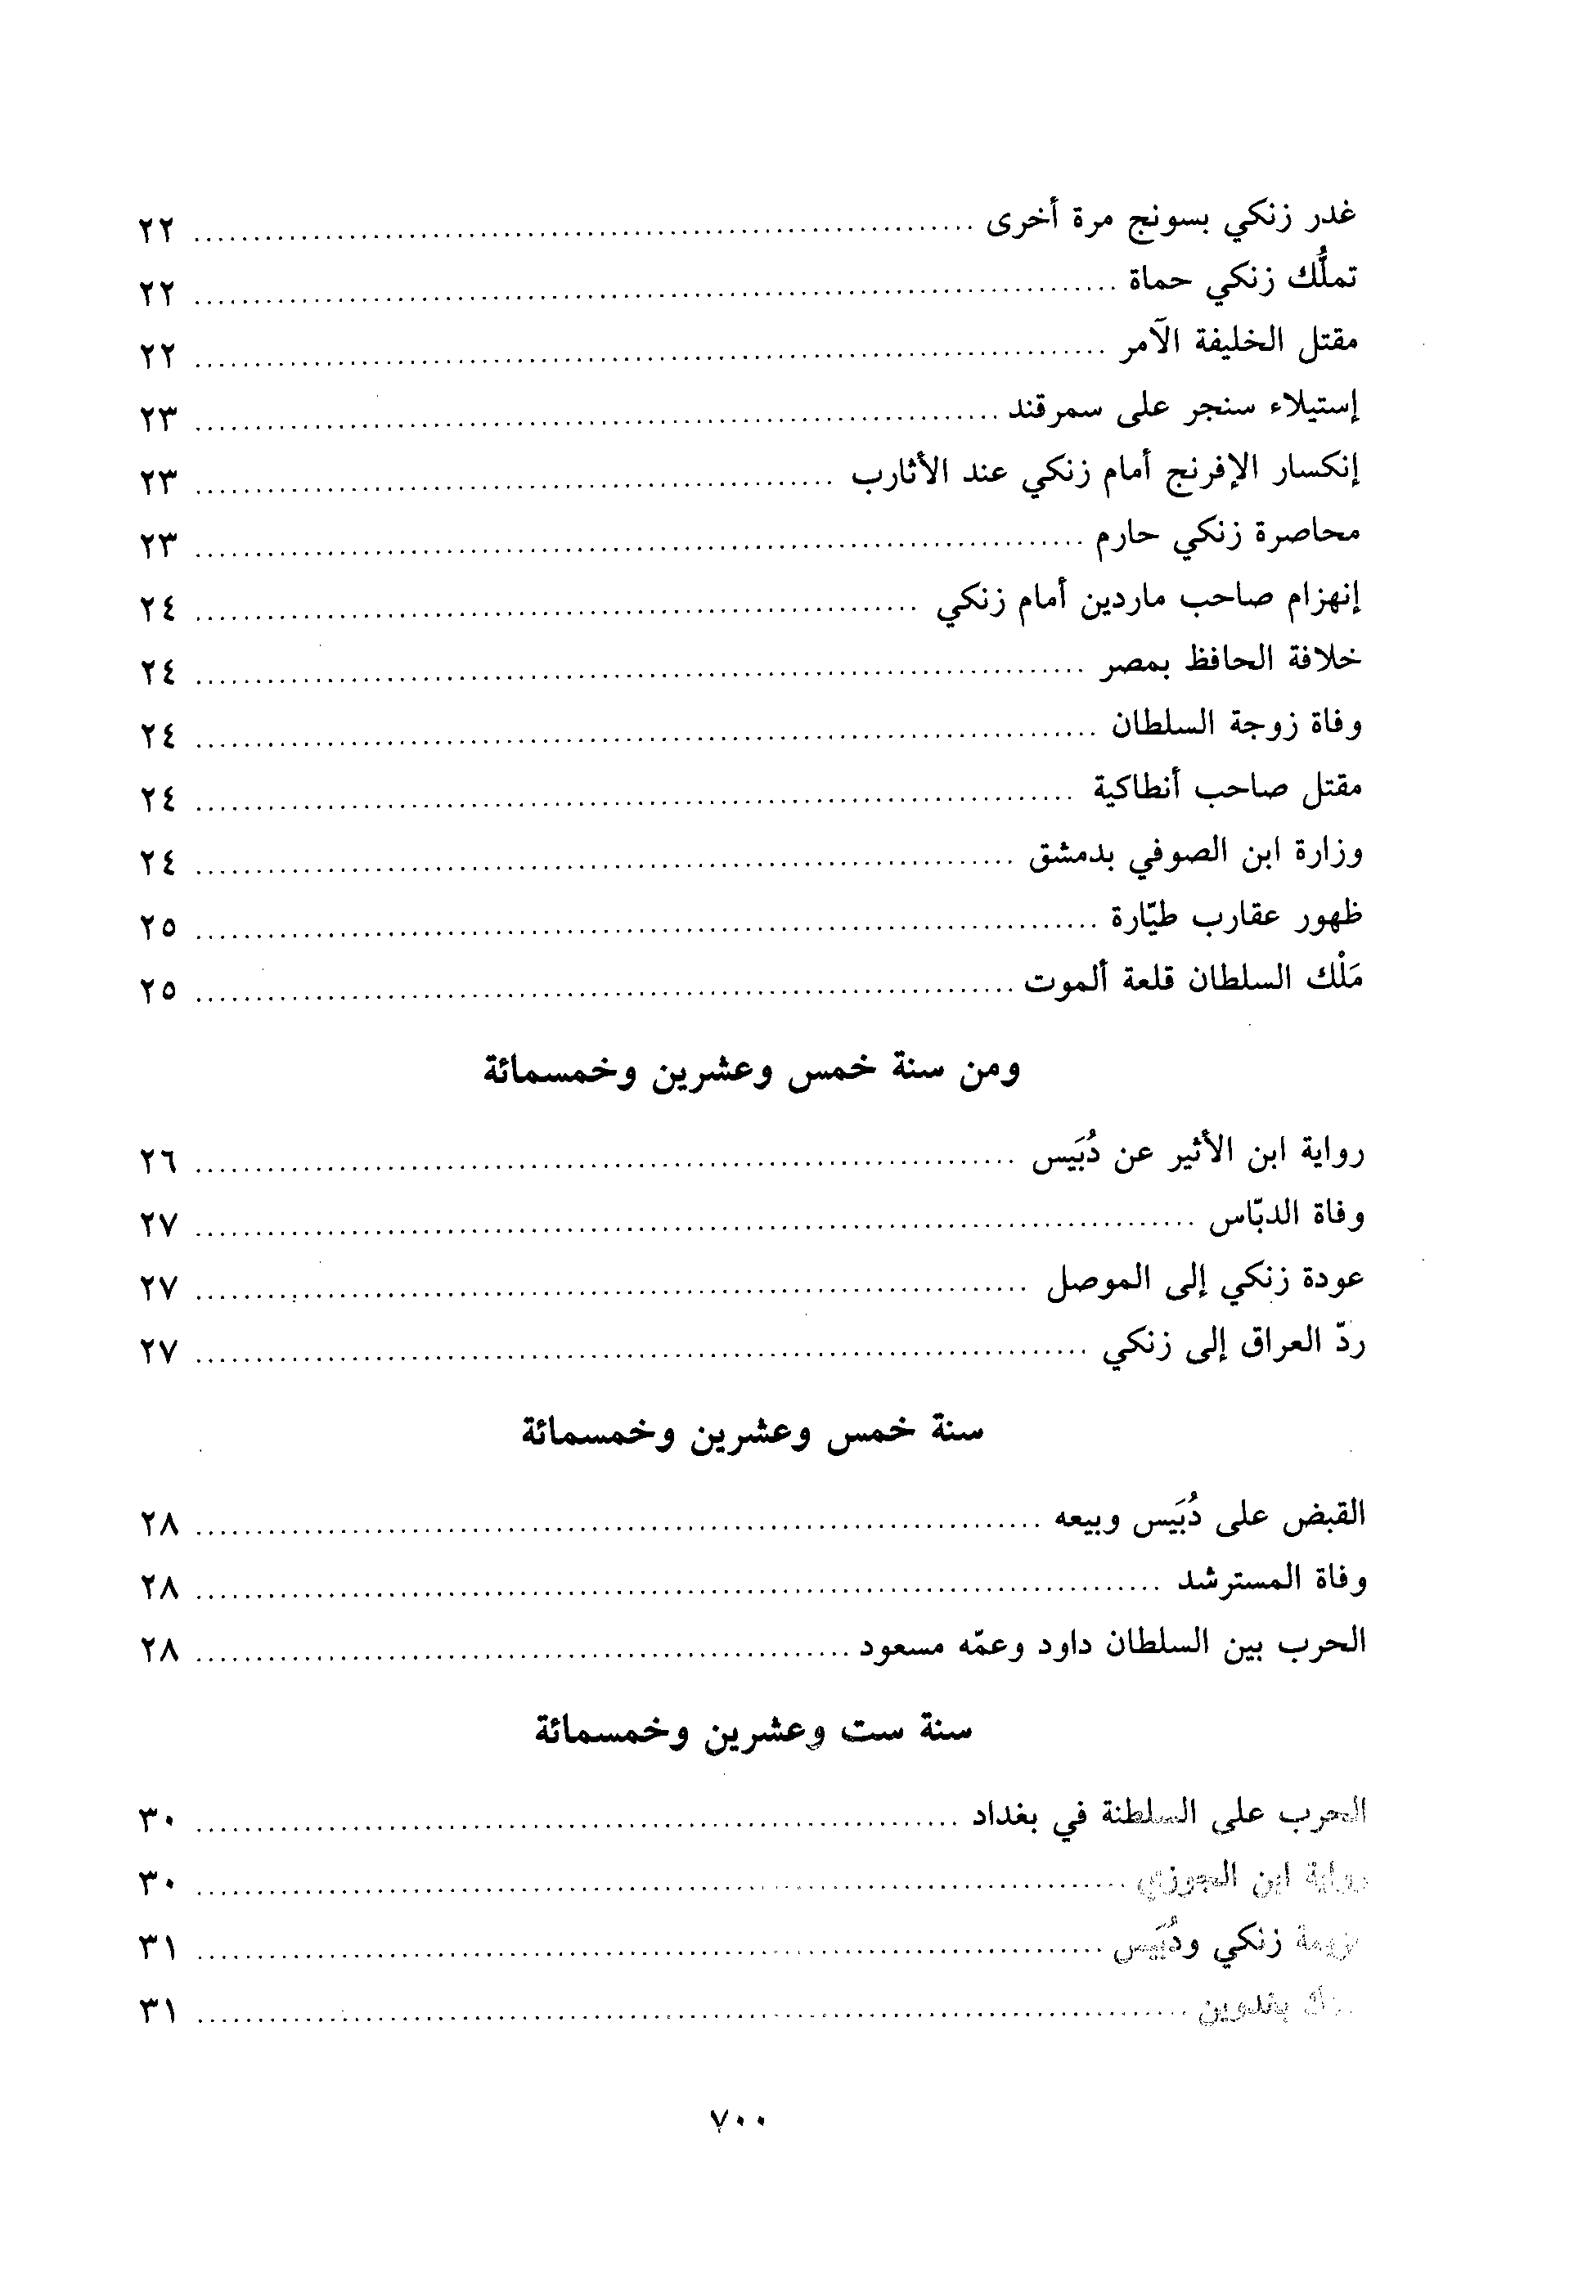 غدر زنكي بسونج مرة أخرى ........ ٢٢
تملُّك زنكي حماة ........ ٢٢
مقتل الخليفة الآمر ........ ٢٢
إستيلاء سنجر على سمرقند ........ ٢٣
إنكسار الإفرنج أمام زنكي عند الأثارب ........ ٢٣
محاصرة زنكي حارم ........ ٢٣
إنهزام صاحب ماردين أمام زنكي ........ ٢٤
خلافة الحافظ بمصر ........ ٢٤
وفاة زوجة السلطان ........ ٢٤
مقتل صاحب أنطاكية ........ ٢٤
وزارة ابن الصوفي بدمشق ........ ٢٤
ظهور عقارب طيّارة ........ ٢٥
مَلْك السلطان قلعة ألموت ........ ٢٥
ومن سنة خمس وعشرين وخمسمائة
رواية ابن الأثير عن دُبَيس ........ ٢٦
وفاة الدبّاس ........ ٢٧
عودة زنكي إلى الموصل ........ ٢٧
ردّ العراق إلى زنكي ........ ٢٧
سنة خمس وعشرين وخمسمائة
القبض على دُبَيس وبيعه ........ ٢٨
وفاة المسترشد ........ ٢٨
الحرب بين السلطان داود وعمّه مسعود ........ ٢٨
سنة ست وعشرين وخمسمائة
الحرب على السلطنة في بغداد ........ ٣٠
رواية ابن الجوزي ........ ٣٠
زنكي ودُبَيس ........ ٣١
........ ٣١
٧٠٠